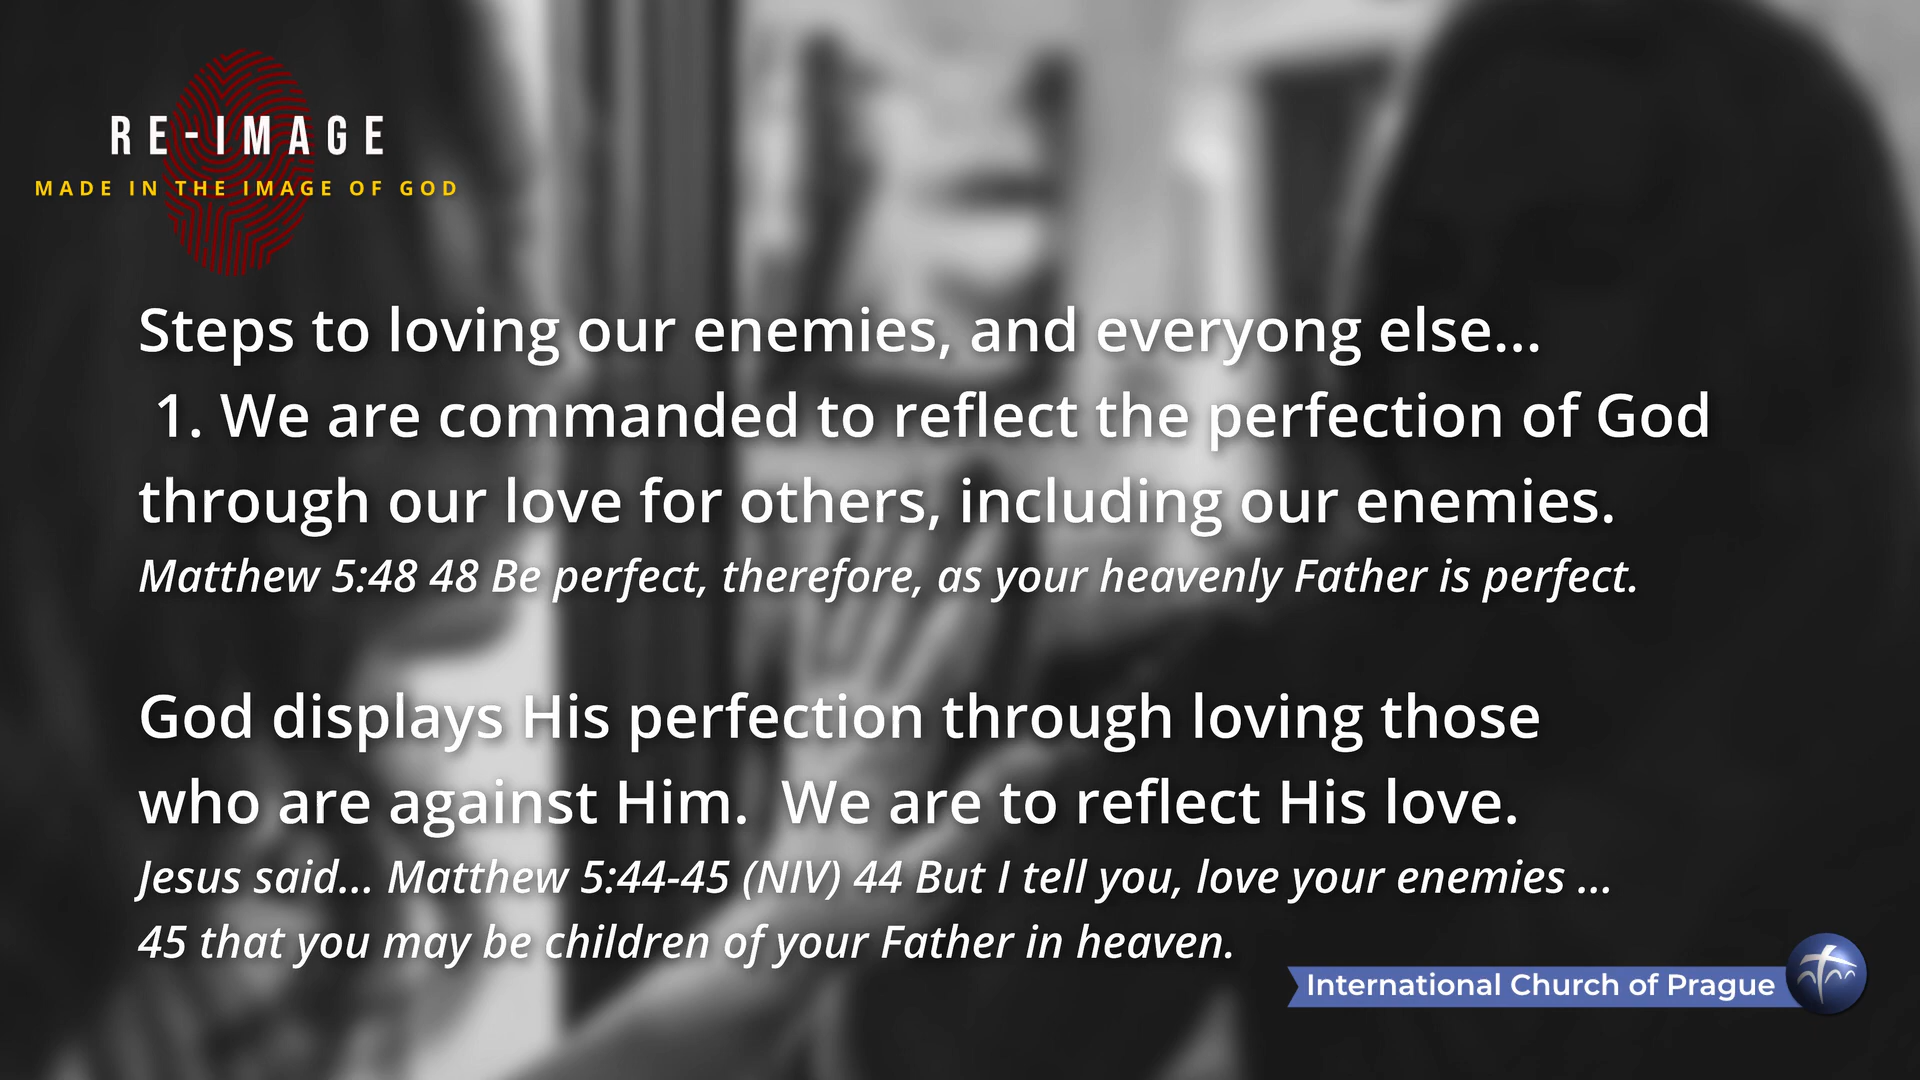 RE-IMAGE
MADE IN THE IMAGE OF GOD
Steps to loving our enemies, and everyong else...
1. We are commanded to reflect the perfection of God
through our love for others, including our enemies.
Matthew 5:48 48 Be perfect, therefore, as your heavenly Father is perfect.
God displays His perfection through loving those
who are against Him.  We are to reflect His love.
Jesus said... Matthew 5:44-45 (NIV) 44 But I tell you, love your enemies ...
45 that you may be children of your Father in heaven.
International Church of Prague